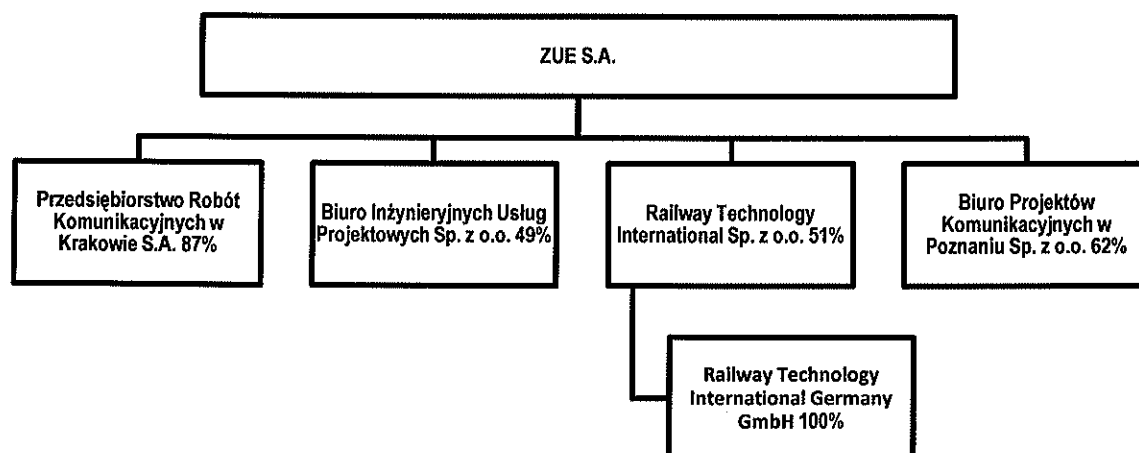 ZUE S.A.
Przedsiębiorstwo Robót
Komunikacyjnych w
Krakowie S.A. 87%
Biuro Inżynieryjnych Usług
Projektowych Sp. z o.o. 49%
Railway Technology
International Sp. z o.o. 51%
Biuro Projektów
Komunikacyjnych w
Poznaniu Sp. z o.o. 62%
Railway Technology
International Germany
GmbH 100%